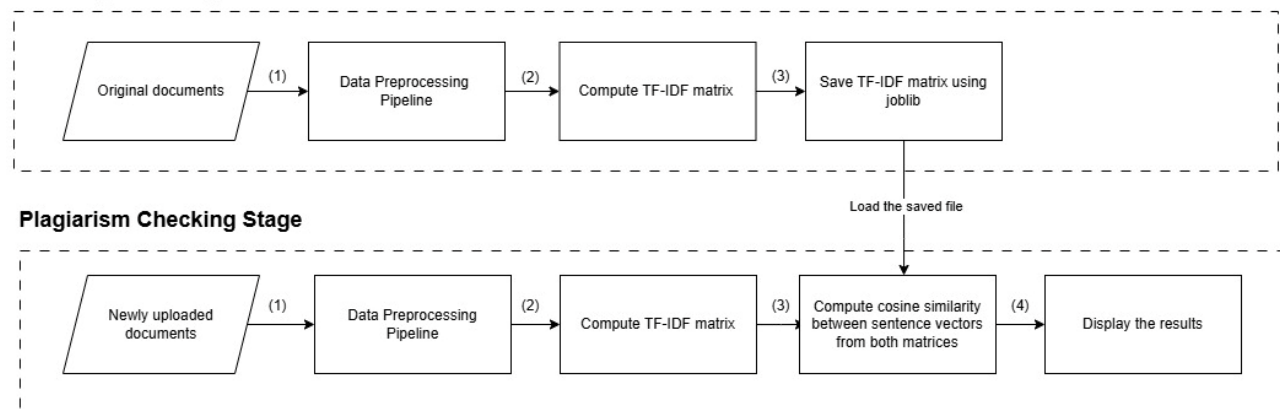 Original documents
(1)
Data Preprocessing
Pipeline
(2)
Compute TF-IDF matrix
(3)
Save TF-IDF matrix using
joblib
Load the saved file
Plagiarism Checking Stage
Newly uploaded
documents
(1)
Data Preprocessing
Pipeline
(2)
Compute TF-IDF matrix
(3)
Compute cosine similarity
between sentence vectors
from both matrices
(4)
Display the results